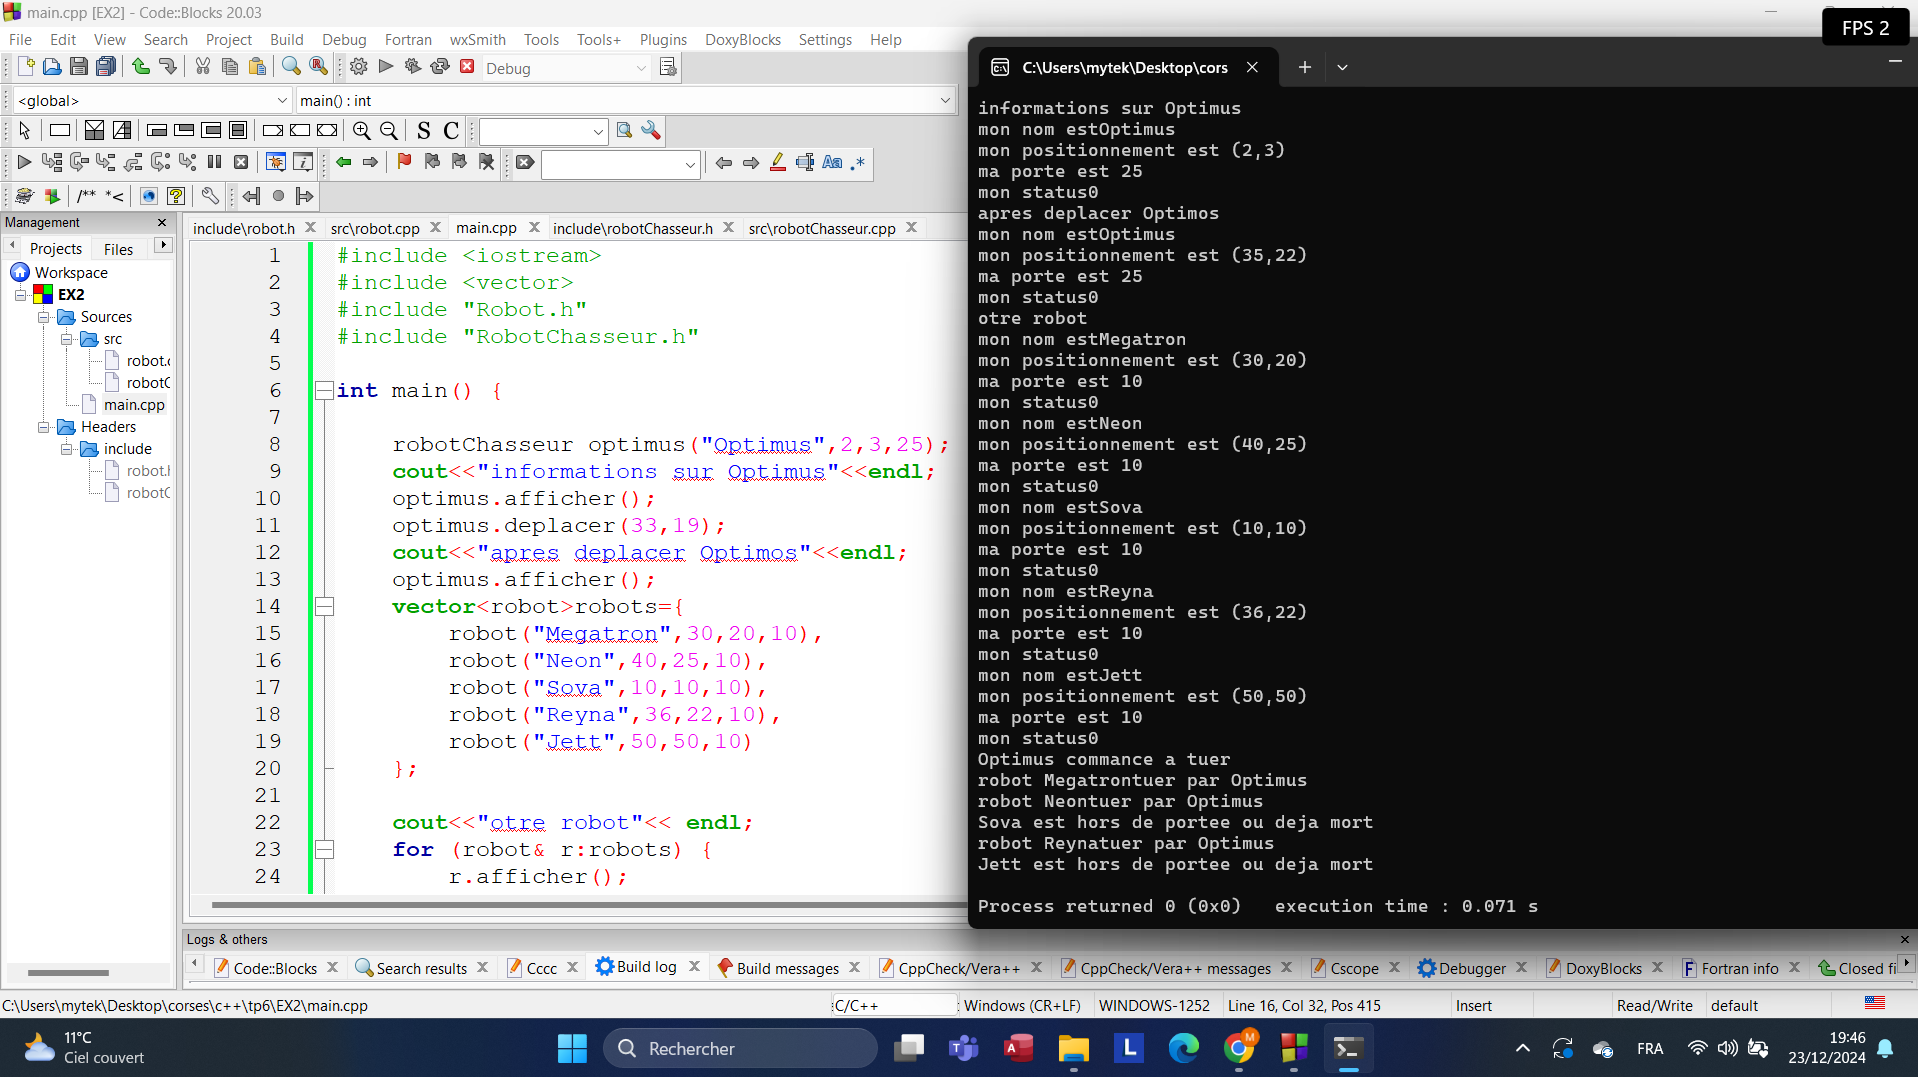 main.cpp [EX2] - Code::Blocks 20.03
FPS 2
File Edit View Search Project Build Debug Fortran wxSmith Tools Tools+ Plugins DoxyBlocks Settings Help
Debug
<global>
main() : int
S C
/** *<
Aa .*
Management
Projects
Files
Workspace
EX2
Sources
src
robot.c
robotC
main.cpp
Headers
include
robot.h
robotC
include\robot.h
src\robot.cpp
main.cpp
include\robotChasseur.h
src\robotChasseur.cpp
1 #include <iostream>
2 #include <vector>
3 #include "Robot.h"
4 #include "RobotChasseur.h"
5
6 int main() {
7
8 robotChasseur optimus("Optimus",2,3,25);
9 cout<<"informations sur Optimus"<<endl;
10 optimus.afficher();
11 optimus.deplacer(33,19);
12 cout<<"apres deplacer Optimos"<<endl;
13 optimus.afficher();
14 vector<robot>robots={
15 robot("Megatron",30,20,10),
16 robot("Neon",40,25,10),
17 robot("Sova",10,10,10),
18 robot("Reyna",36,22,10),
19 robot("Jett",50,50,10)
20 };
21
22 cout<<"otre robot"<< endl;
23 for (robot& r:robots) {
24 r.afficher();
C:\Users\mytek\Desktop\cors
informations sur Optimus
mon nom estOptimus
mon positionnement est (2,3)
ma porte est 25
mon status0
apres deplacer Optimos
mon nom estOptimus
mon positionnement est (35,22)
ma porte est 25
mon status0
otre robot
mon nom estMegatron
mon positionnement est (30,20)
ma porte est 10
mon status0
mon nom estNeon
mon positionnement est (40,25)
ma porte est 10
mon status0
mon nom estSova
mon positionnement est (10,10)
ma porte est 10
mon status0
mon nom estReyna
mon positionnement est (36,22)
ma porte est 10
mon status0
mon nom estJett
mon positionnement est (50,50)
ma porte est 10
mon status0
Optimus commance a tuer
robot Megatrontuer par Optimus
robot Neontuer par Optimus
Sova est hors de portee ou deja mort
robot Reynatuer par Optimus
Jett est hors de portee ou deja mort
Process returned 0 (0x0)   execution time : 0.071 s
Logs & others
Code::Blocks
Search results
Cccc
Build log
Build messages
CppCheck/Vera++
CppCheck/Vera++ messages
Cscope
Debugger
DoxyBlocks
Fortran info
Closed fi
C:\Users\mytek\Desktop\corses\c++\tp6\EX2\main.cpp
C/C++
Windows (CR+LF)
WINDOWS-1252
Line 16, Col 32, Pos 415
Insert
Read/Write
default
11°C
Ciel couvert
Rechercher
FRA
19:46
23/12/2024